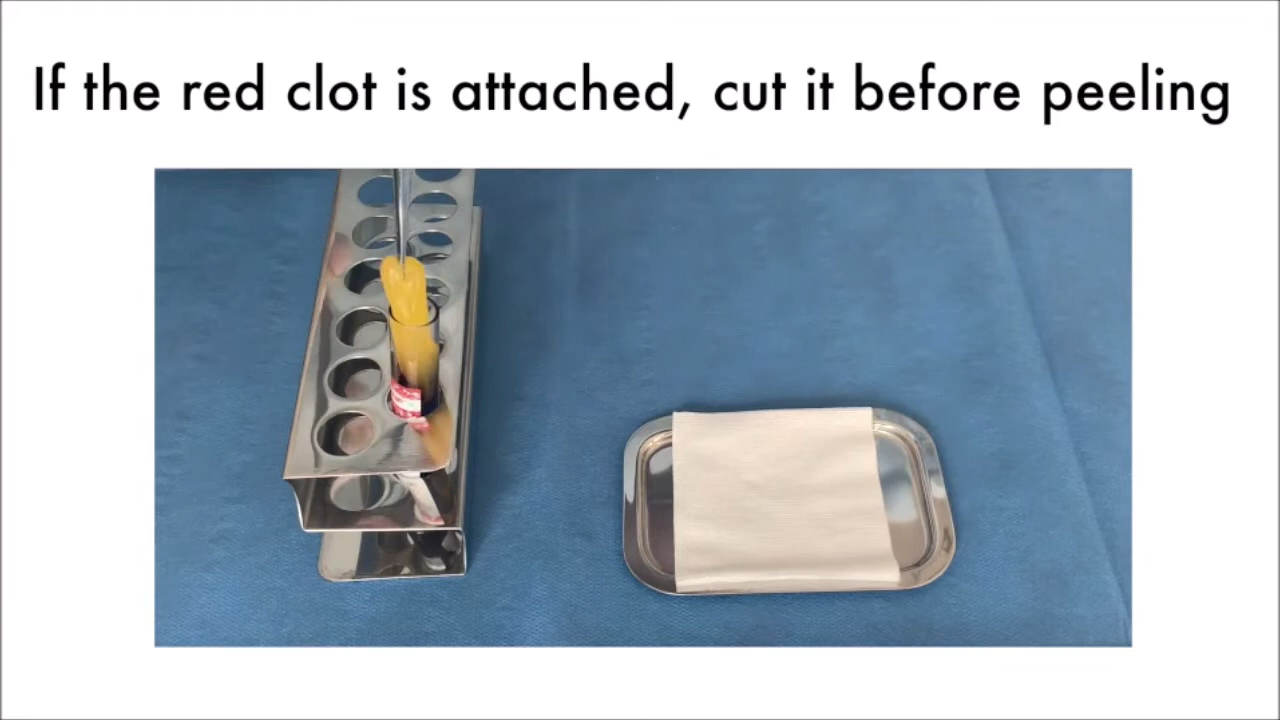 If the red clot is attached, cut it before peeling